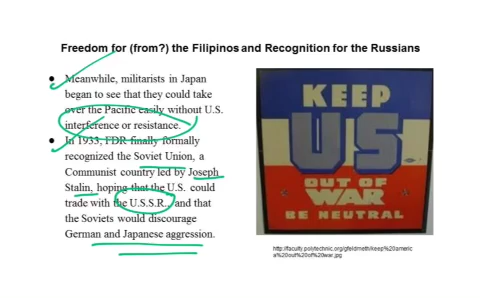 Freedom for (from?) the Filipinos and Recognition for the Russians
● Meanwhile, militarists in Japan
began to see that they could take
over the Pacific easily without U.S.
interference or resistance.
● In 1933, FDR finally formally
recognized the Soviet Union, a
Communist country led by Joseph
Stalin, hoping that the U.S. could
trade with the U.S.S.R., and that
the Soviets would discourage
German and Japanese aggression.
KEEP
US
OUT OF
WAR
BE NEUTRAL
http://faculty.polytechnic.org/gfeldmeth/keep%20americ
a%20out%20of%20war.jpg